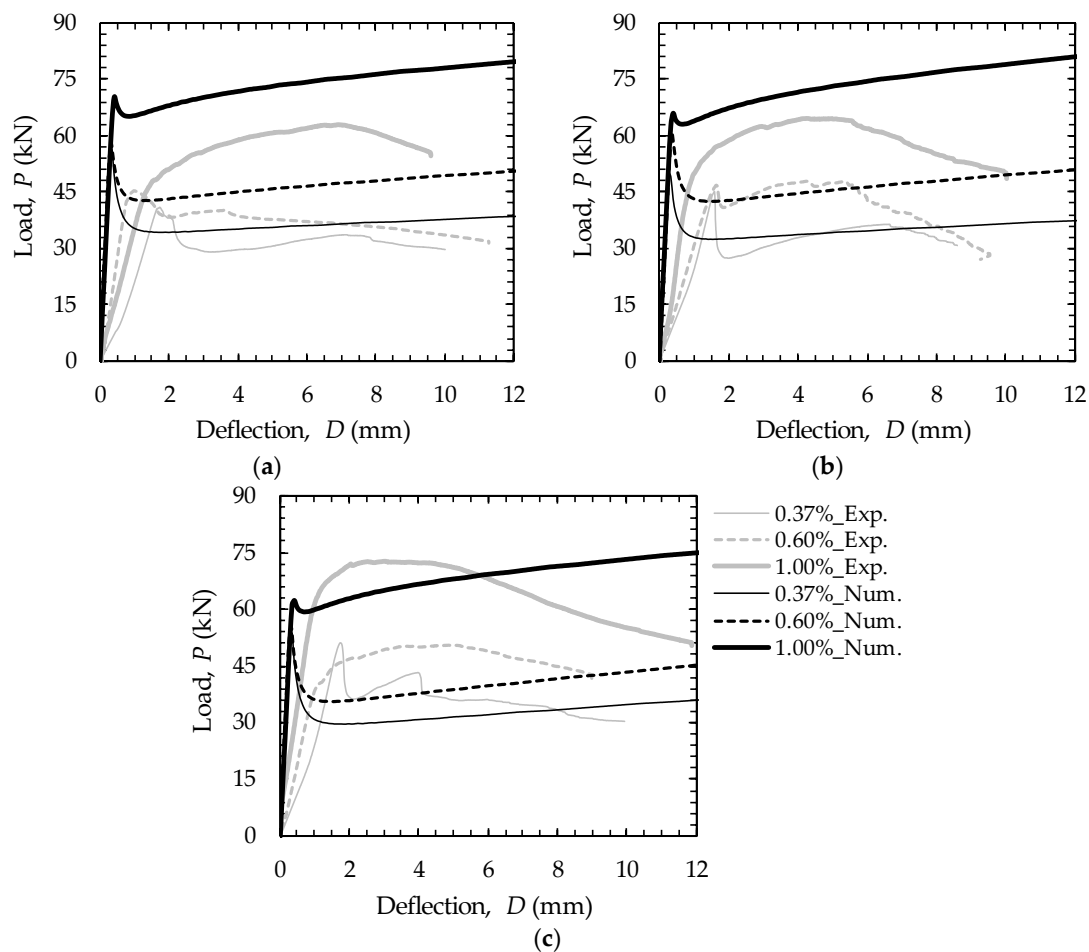 90
75
60
45
30
15
0
Load, P (kN)
0 2 4 6 8 10 12
Deflection, D (mm)
(a)
90
75
60
45
30
15
0
Load, P (kN)
0 2 4 6 8 10 12
Deflection, D (mm)
(b)
90
75
60
45
30
15
0
Load, P (kN)
0 2 4 6 8 10 12
Deflection, D (mm)
(c)
0.37%_Exp.
0.60%_Exp.
1.00%_Exp.
0.37%_Num.
0.60%_Num.
1.00%_Num.